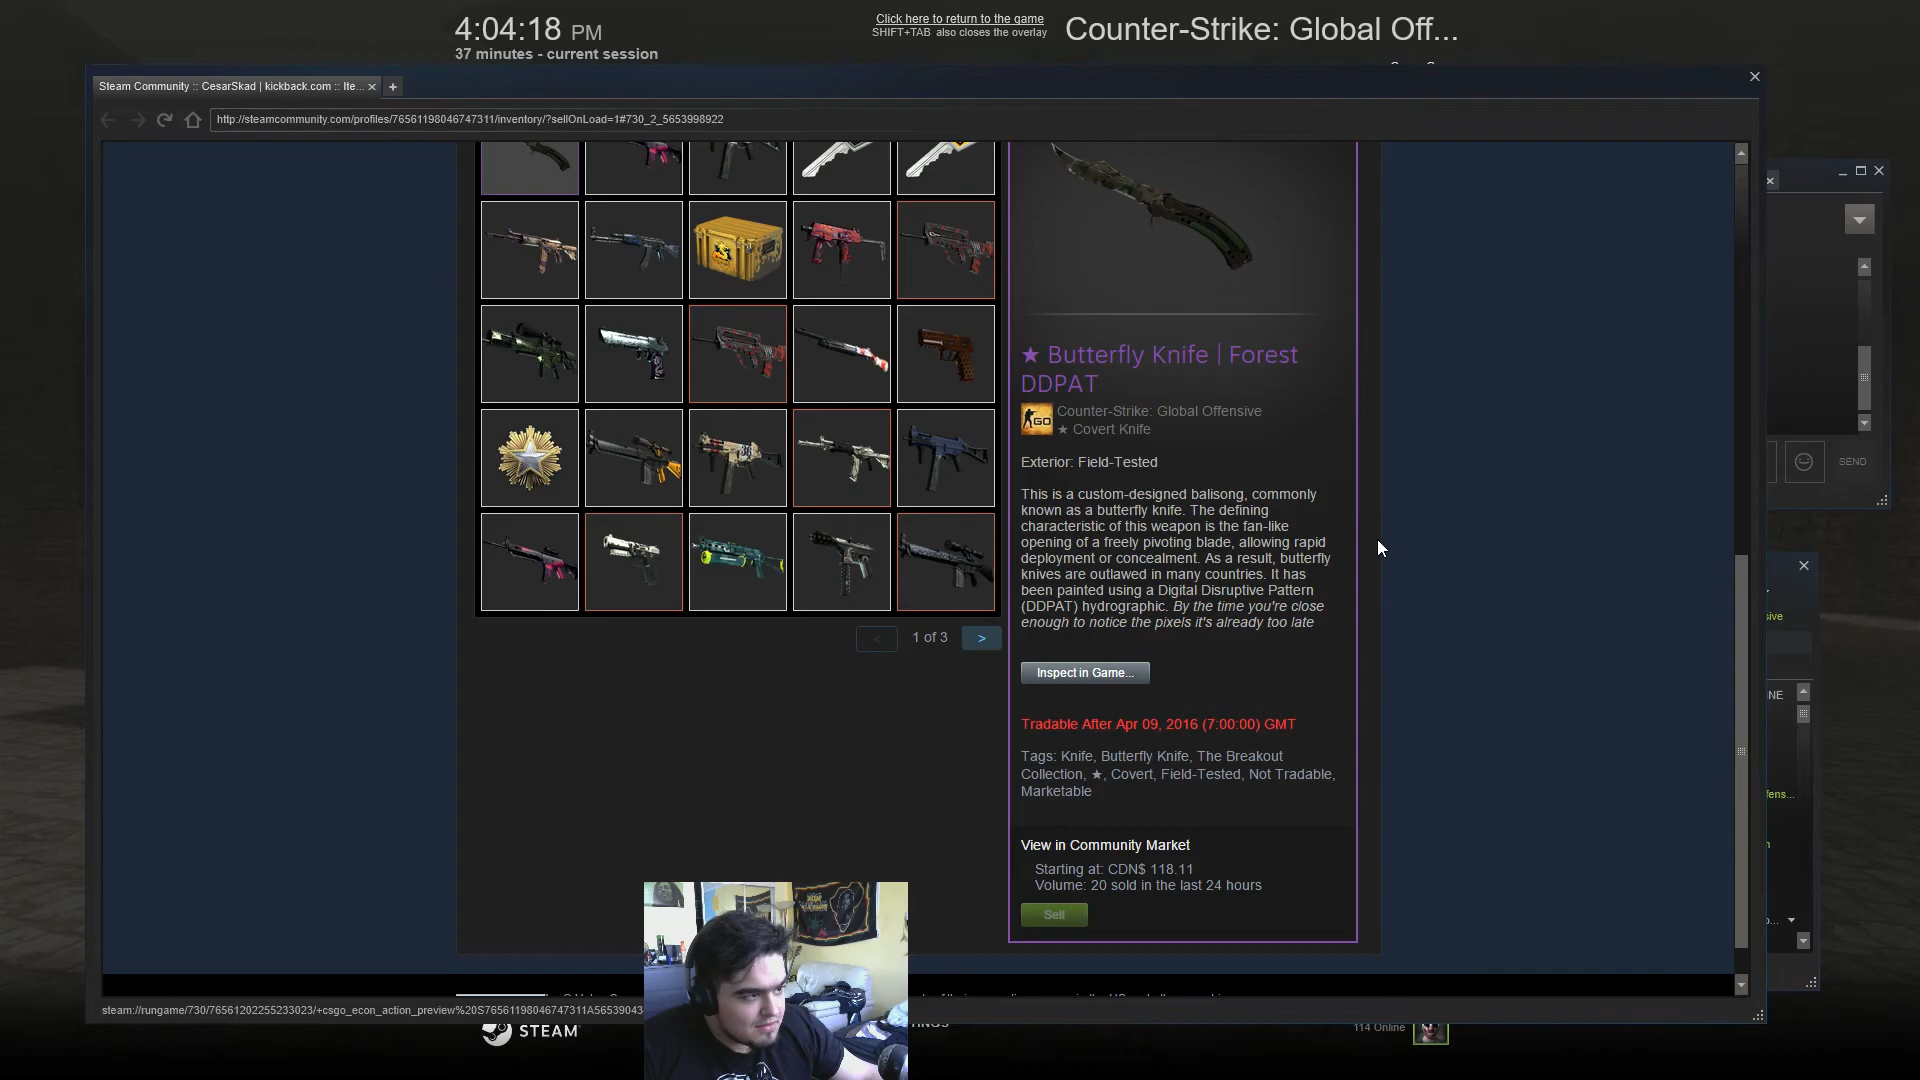 4:04:18 PM
37 minutes - current session
Click here to return to the game
SHIFT+TAB also closes the overlay
Counter-Strike: Global Off...
Steam Community :: CesarSkad | kickback.com :: Ite...
http://steamcommunity.com/profiles/76561198046747311/inventory/?sellOnLoad=1#730_2_5653998922
★ Butterfly Knife | Forest
DDPAT
GO
Counter-Strike: Global Offensive
★ Covert Knife
Exterior: Field-Tested
This is a custom-designed balisong, commonly
known as a butterfly knife. The defining
characteristic of this weapon is the fan-like
opening of a freely pivoting blade, allowing rapid
deployment or concealment. As a result, butterfly
knives are outlawed in many countries. It has
been painted using a Digital Disruptive Pattern
(DDPAT) hydrographic. By the time you're close
enough to notice the pixels it's already too late
< 1 of 3 >
Inspect in Game...
Tradable After Apr 09, 2016 (7:00:00) GMT
Tags: Knife, Butterfly Knife, The Breakout
Collection, ★, Covert, Field-Tested, Not Tradable,
Marketable
View in Community Market
Starting at: CDN$ 118.11
Volume: 20 sold in the last 24 hours
Sell
SEND
sive
INE
fens...
steam://rungame/730/76561202255233023/+csgo_econ_action_preview%20S76561198046747311A56539043
STEAM
114 Online